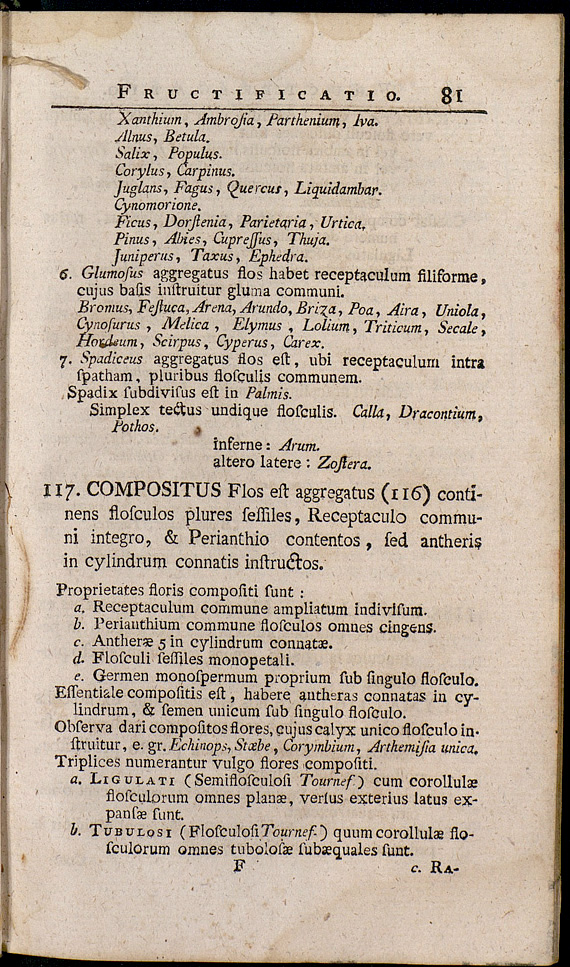 FRUCTIFICATIO. 81
Xanthium, Ambroſia, Parthenium, Iva.
Alnus, Betula.
Salix, Populus.
Corylus, Carpinus.
Juglans, Fagus, Quercus, Liquidambar.
Cynomorione.
Ficus, Dorſtenia, Parietaria, Urtica.
Pinus, Abies, Cupreſſus, Thuja.
Juniperus, Taxus, Ephedra.
6. Glumoſus aggregatus flos habet receptaculum filiforme,
cujus baſis inſtruitur gluma communi.
Bromus, Feſtuca, Arena, Arundo, Briza, Poa, Aira, Uniola,
Cynoſurus, Melica, Elymus, Lolium, Triticum, Secale,
Hordeum, Scirpus, Cyperus, Carex.
7. Spadiceus aggregatus flos eſt, ubi receptaculum intra
ſpatham, pluribus floſculis communem.
Spadix ſubdiviſus eſt in Palmis.
Simplex tectus undique floſculis. Calla, Dracontium,
Pothos.
inferne: Arum.
altero latere: Zoſtera.
117. COMPOSITUS Flos eſt aggregatus (116) conti-
nens floſculos plures ſeſſiles, Receptaculo commu-
ni integro, & Perianthio contentos, ſed antheris
in cylindrum connatis inſtructos.
Proprietates floris compoſiti ſunt:
a. Receptaculum commune ampliatum indiviſum.
b. Perianthium commune floſculos omnes cingens.
c. Antheræ 5 in cylindrum connatæ.
d. Floſculi ſeſſiles monopetali.
e. Germen monoſpermum proprium ſub ſingulo floſculo.
Eſſentiale compoſitis eſt, habere antheras connatas in cy-
lindrum, & ſemen unicum ſub ſingulo floſculo.
Obſerva dari compoſitos flores, cujus calyx unico floſculo in-
ſtruitur, e. gr. Echinops, Stæbe, Corymbium, Arthemiſia unica.
Triplices numerantur vulgo flores compoſiti.
a. LIGULATI (Semifloſculoſi Tournef.) cum corollulæ
floſculorum omnes planæ, verſus exterius latus ex-
panſæ ſunt.
b. TUBULOSI (Floſculoſi Tournef.) quum corollulæ flo-
ſculorum omnes tuboloſæ ſubæquales ſunt.
F c. RA-